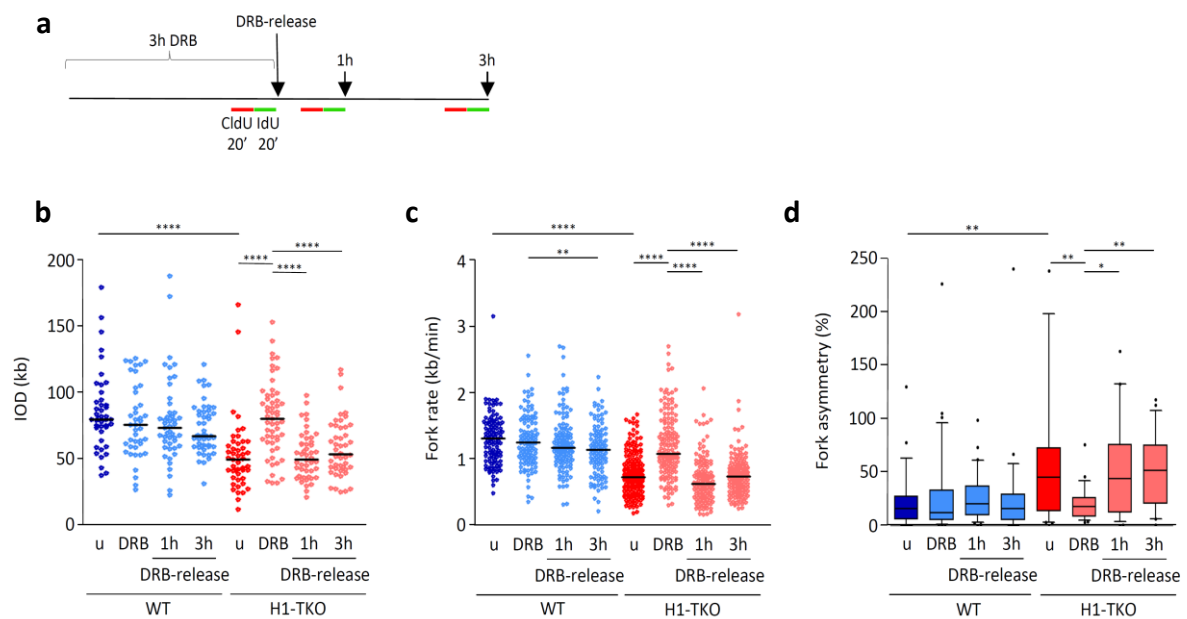 a
DRB-release
3h DRB
1h
3h
CldU IdU
20' 20'
b
****
****
****
****
IOD (kb)
200
150
100
50
0
u DRB 1h 3h u DRB 1h 3h
DRB-release DRB-release
WT H1-TKO
c
****
**
****
****
****
Fork rate (kb/min)
4
3
2
1
0
u DRB 1h 3h u DRB 1h 3h
DRB-release DRB-release
WT H1-TKO
d
**
**
**
*
Fork asymmetry (%)
250
200
150
100
50
0
u DRB 1h 3h u DRB 1h 3h
DRB-release DRB-release
WT H1-TKO